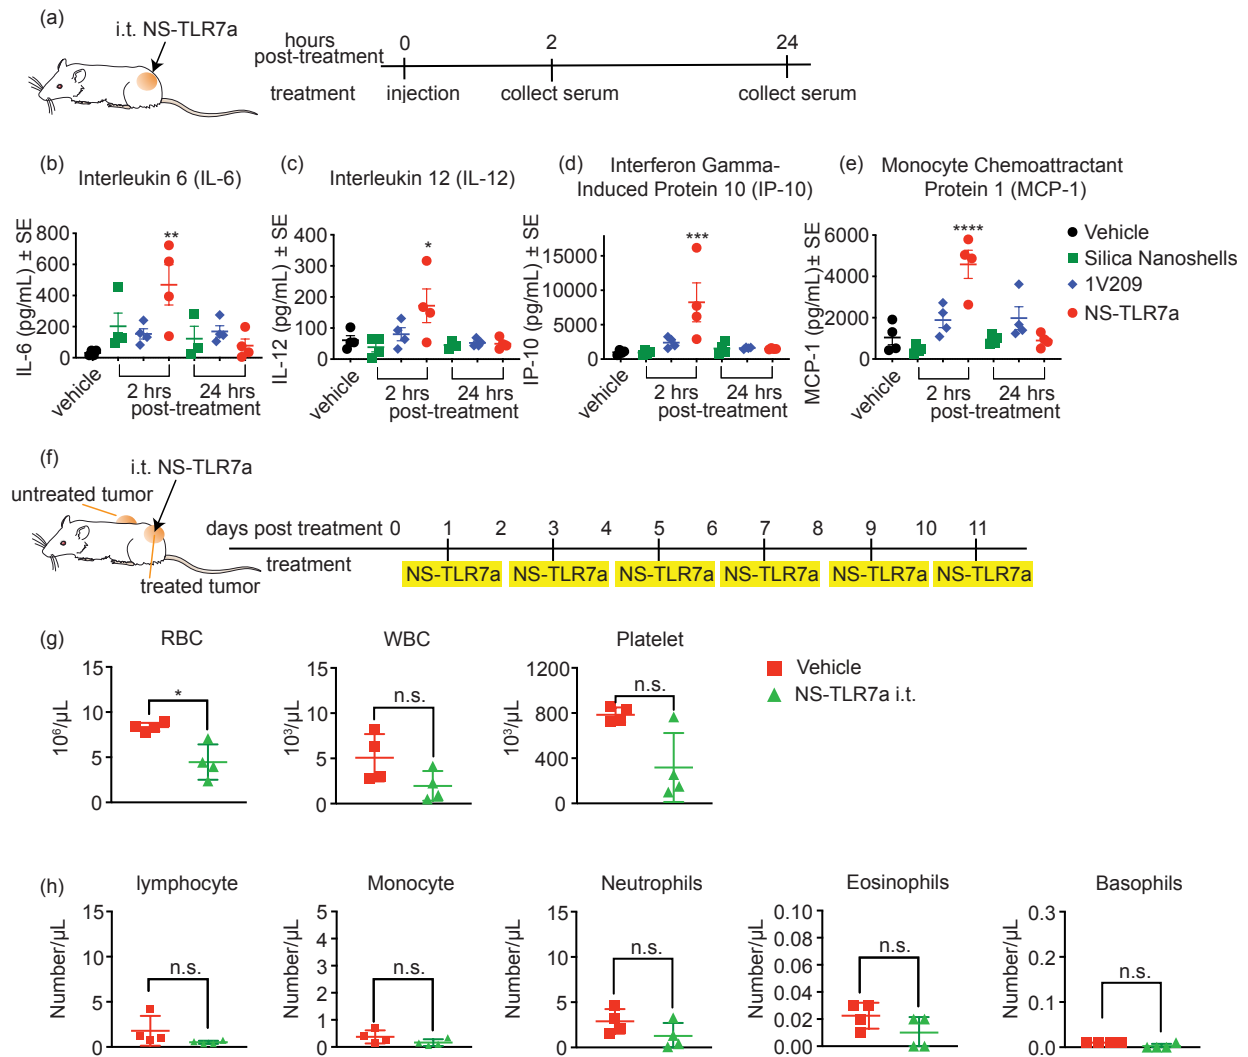 (a)
i.t. NS-TLR7a
hours post-treatment 0 2 24
treatment injection collect serum collect serum
(b) Interleukin 6 (IL-6)
IL-6 (pg/mL) ± SE
800
600
400
200
0
**
vehicle
2 hrs 24 hrs
post-treatment
(c) Interleukin 12 (IL-12)
IL-12 (pg/mL) ± SE
400
300
200
100
0
*
vehicle
2 hrs 24 hrs
post-treatment
(d) Interferon Gamma-
Induced Protein 10 (IP-10)
IP-10 (pg/mL) ± SE
15000
10000
5000
0
***
vehicle
2 hrs 24 hrs
post-treatment
(e) Monocyte Chemoattractant
Protein 1 (MCP-1)
MCP-1 (pg/mL)± SE
6000
4000
2000
0
****
vehicle
2 hrs 24 hrs
post-treatment
Vehicle
Silica Nanoshells
1V209
NS-TLR7a
(f)
i.t. NS-TLR7a
untreated tumor
treated tumor
days post treatment 0 1 2 3 4 5 6 7 8 9 10 11
treatment
NS-TLR7a NS-TLR7a NS-TLR7a NS-TLR7a NS-TLR7a NS-TLR7a
(g) RBC
10⁶/µL
15
10
5
0
*
WBC
10³/µL
15
10
5
0
n.s.
Platelet
10³/µL
1200
800
400
0
n.s.
Vehicle
NS-TLR7a i.t.
(h) lymphocyte
Number/µL
15
10
5
0
n.s.
Monocyte
Number/µL
5
4
3
2
1
0
n.s.
Neutrophils
Number/µL
15
10
5
0
n.s.
Eosinophils
Number/µL
0.10
0.08
0.06
0.04
0.02
0.00
n.s.
Basophils
Number/µL
0.3
0.2
0.1
0.0
n.s.